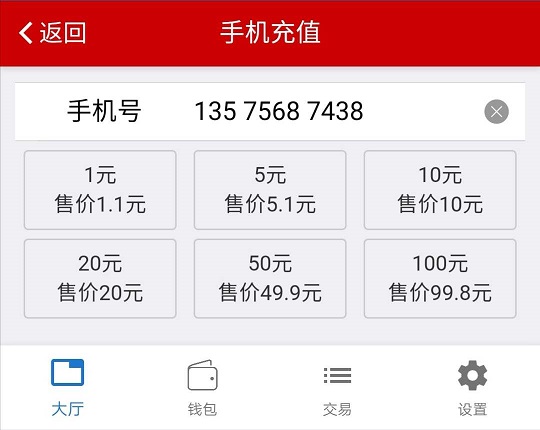 返回 手机充值
手机号 135 7568 7438
1元 5元 10元
售价1.1元 售价5.1元 售价10元
20元 50元 100元
售价20元 售价49.9元 售价99.8元
大厅 钱包 交易 设置